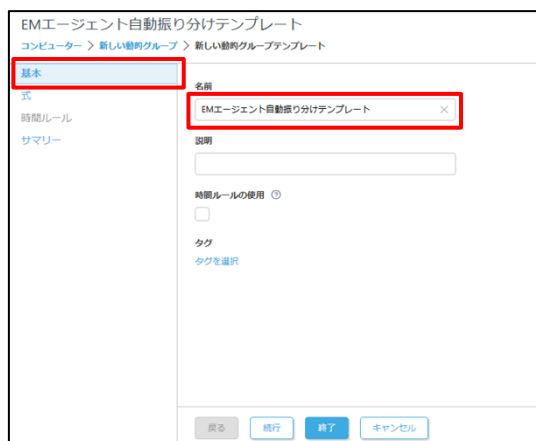 EMエージェント自動振り分けテンプレート
コンピューター > 新しい動的グループ > 新しい動的グループテンプレート
基本
式
時間ルール
サマリー
名前
EMエージェント自動振り分けテンプレート
説明
時間ルールの使用
タグ
タグを選択
戻る 続行 終了 キャンセル